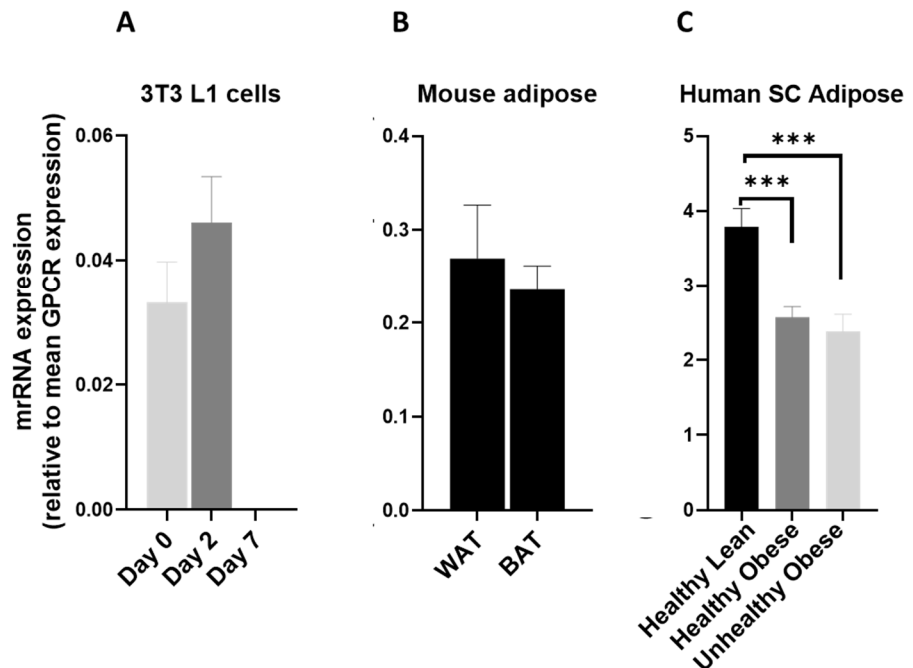 A
B
C
3T3 L1 cells
Mouse adipose
Human SC Adipose
mrRNA expression
(relative to mean GPCR expression)
0.06
0.04
0.02
0.00
Day 0
Day 2
Day 7
0.4
0.3
0.2
0.1
0.0
WAT
BAT
5
4
3
2
1
0
***
***
Healthy Lean
Healthy Obese
Unhealthy Obese